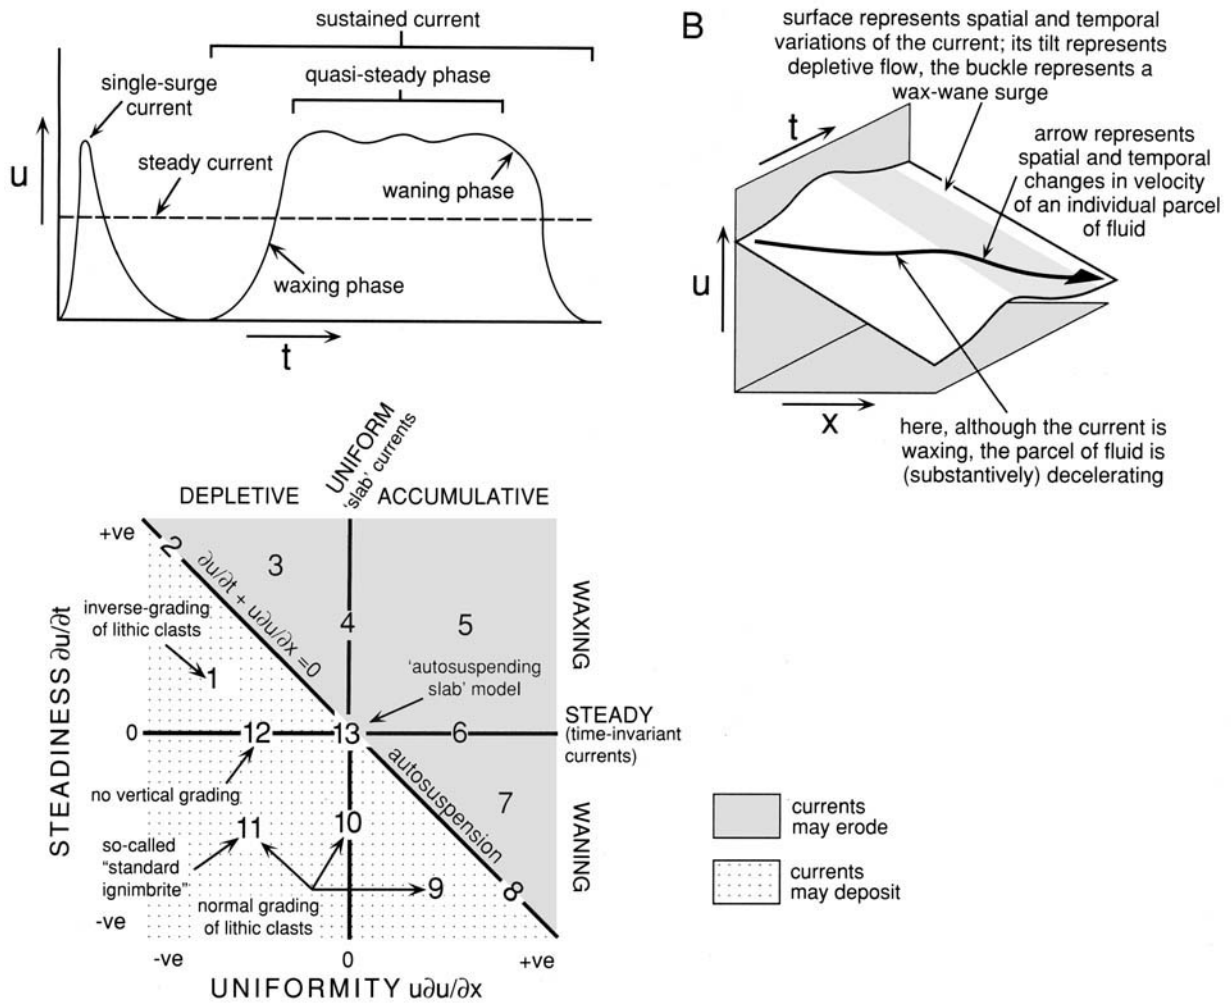 sustained current
quasi-steady phase
single-surge
current
steady current
u
waning phase
waxing phase
t
B
surface represents spatial and temporal
variations of the current; its tilt represents
depletive flow, the buckle represents a
wax-wane surge
t
arrow represents
spatial and temporal
changes in velocity
of an individual parcel
of fluid
u
x
here, although the current is
waxing, the parcel of fluid is
(substantively) decelerating
UNIFORM
'slab' currents
DEPLETIVE
ACCUMULATIVE
+ve
2
3
∂u/∂t + u∂u/∂x =0
4
5
WAXING
inverse-grading
of lithic clasts
1
'autosuspending
slab' model
STEADINESS ∂u/∂t
0
12
13
6
STEADY
(time-invariant
currents)
no vertical grading
autosuspension
7
WANING
11
10
so-called
"standard
ignimbrite"
9
8
normal grading
of lithic clasts
-ve
-ve
0
+ve
UNIFORMITY u∂u/∂x
currents
may erode
currents
may deposit